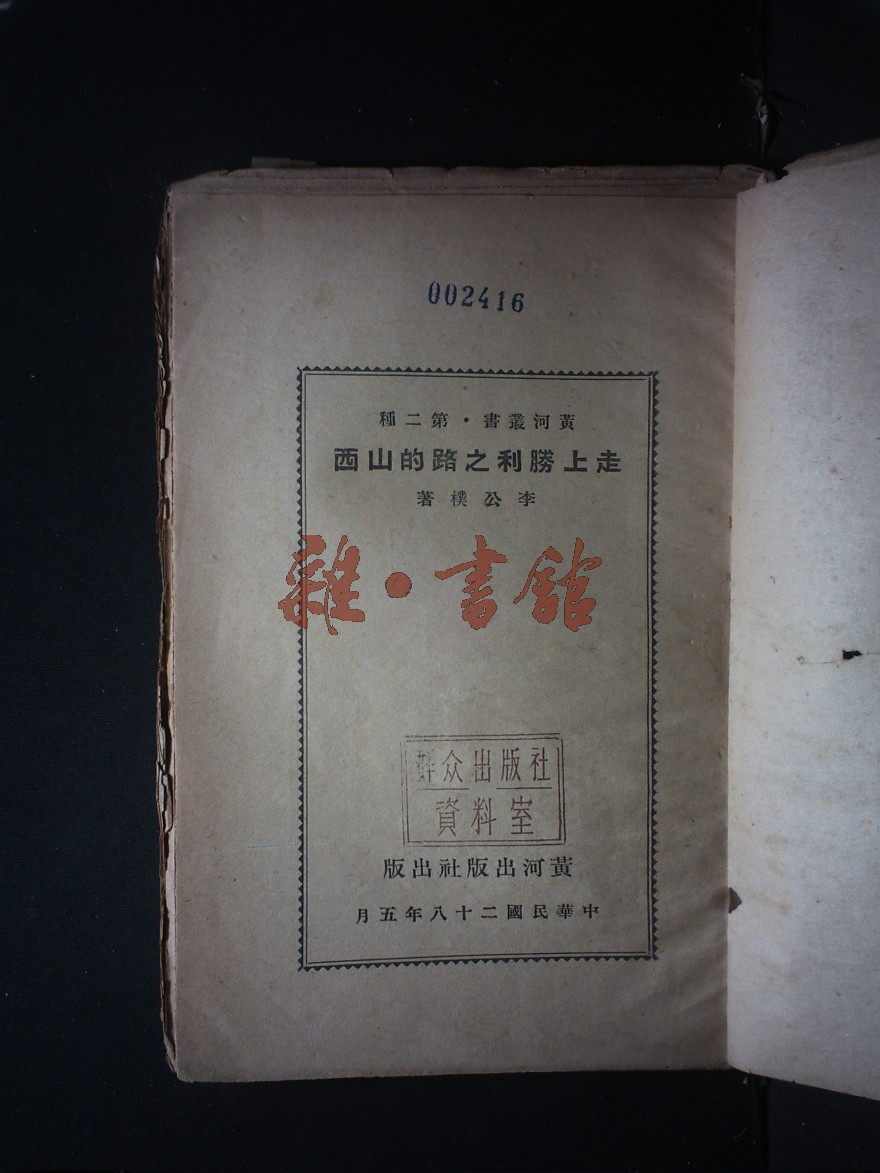 002416
黃河叢書·第二種
走上勝利之路的山西
李公樸著
雜·書館
群众出版社
資料室
黃河出版社出版
中華民國二十八年五月